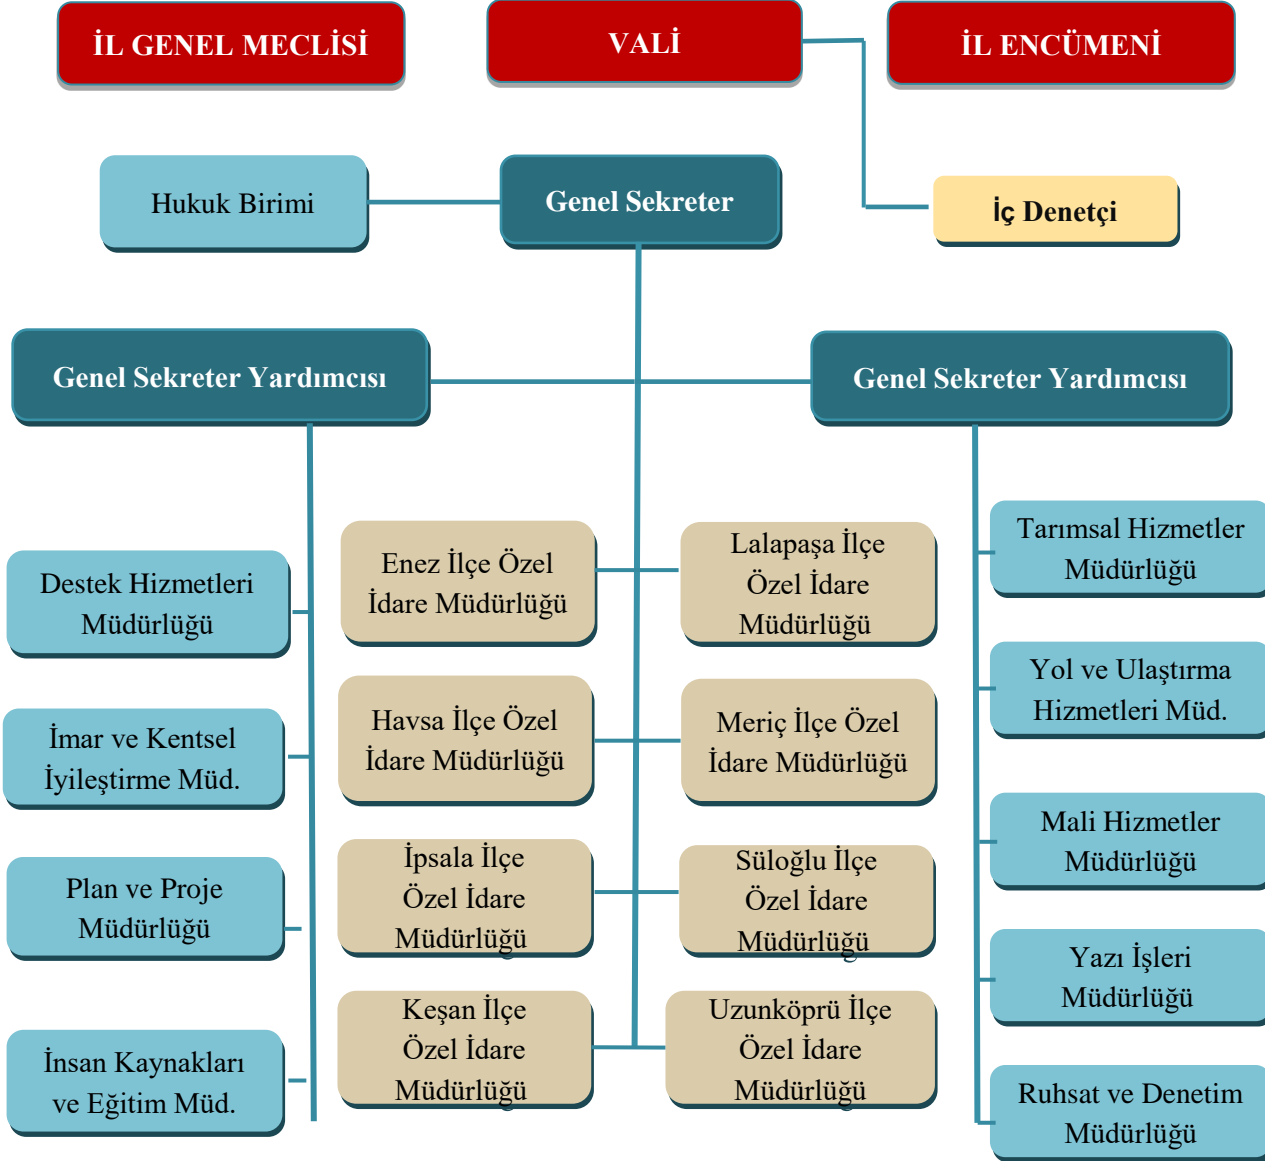 İL GENEL MECLİSİ
VALİ
İL ENCÜMENİ
Hukuk Birimi
Genel Sekreter
İç Denetçi
Genel Sekreter Yardımcısı
Genel Sekreter Yardımcısı
Destek Hizmetleri
Müdürlüğü
İmar ve Kentsel
İyileştirme Müd.
Plan ve Proje
Müdürlüğü
İnsan Kaynakları
ve Eğitim Müd.
Enez İlçe Özel
İdare Müdürlüğü
Havsa İlçe Özel
İdare Müdürlüğü
İpsala İlçe
Özel İdare
Müdürlüğü
Keşan İlçe
Özel İdare
Müdürlüğü
Lalapaşa İlçe
Özel İdare
Müdürlüğü
Meriç İlçe Özel
İdare Müdürlüğü
Süloğlu İlçe
Özel İdare
Müdürlüğü
Uzunköprü İlçe
Özel İdare
Müdürlüğü
Tarımsal Hizmetler
Müdürlüğü
Yol ve Ulaştırma
Hizmetleri Müd.
Mali Hizmetler
Müdürlüğü
Yazı İşleri
Müdürlüğü
Ruhsat ve Denetim
Müdürlüğü